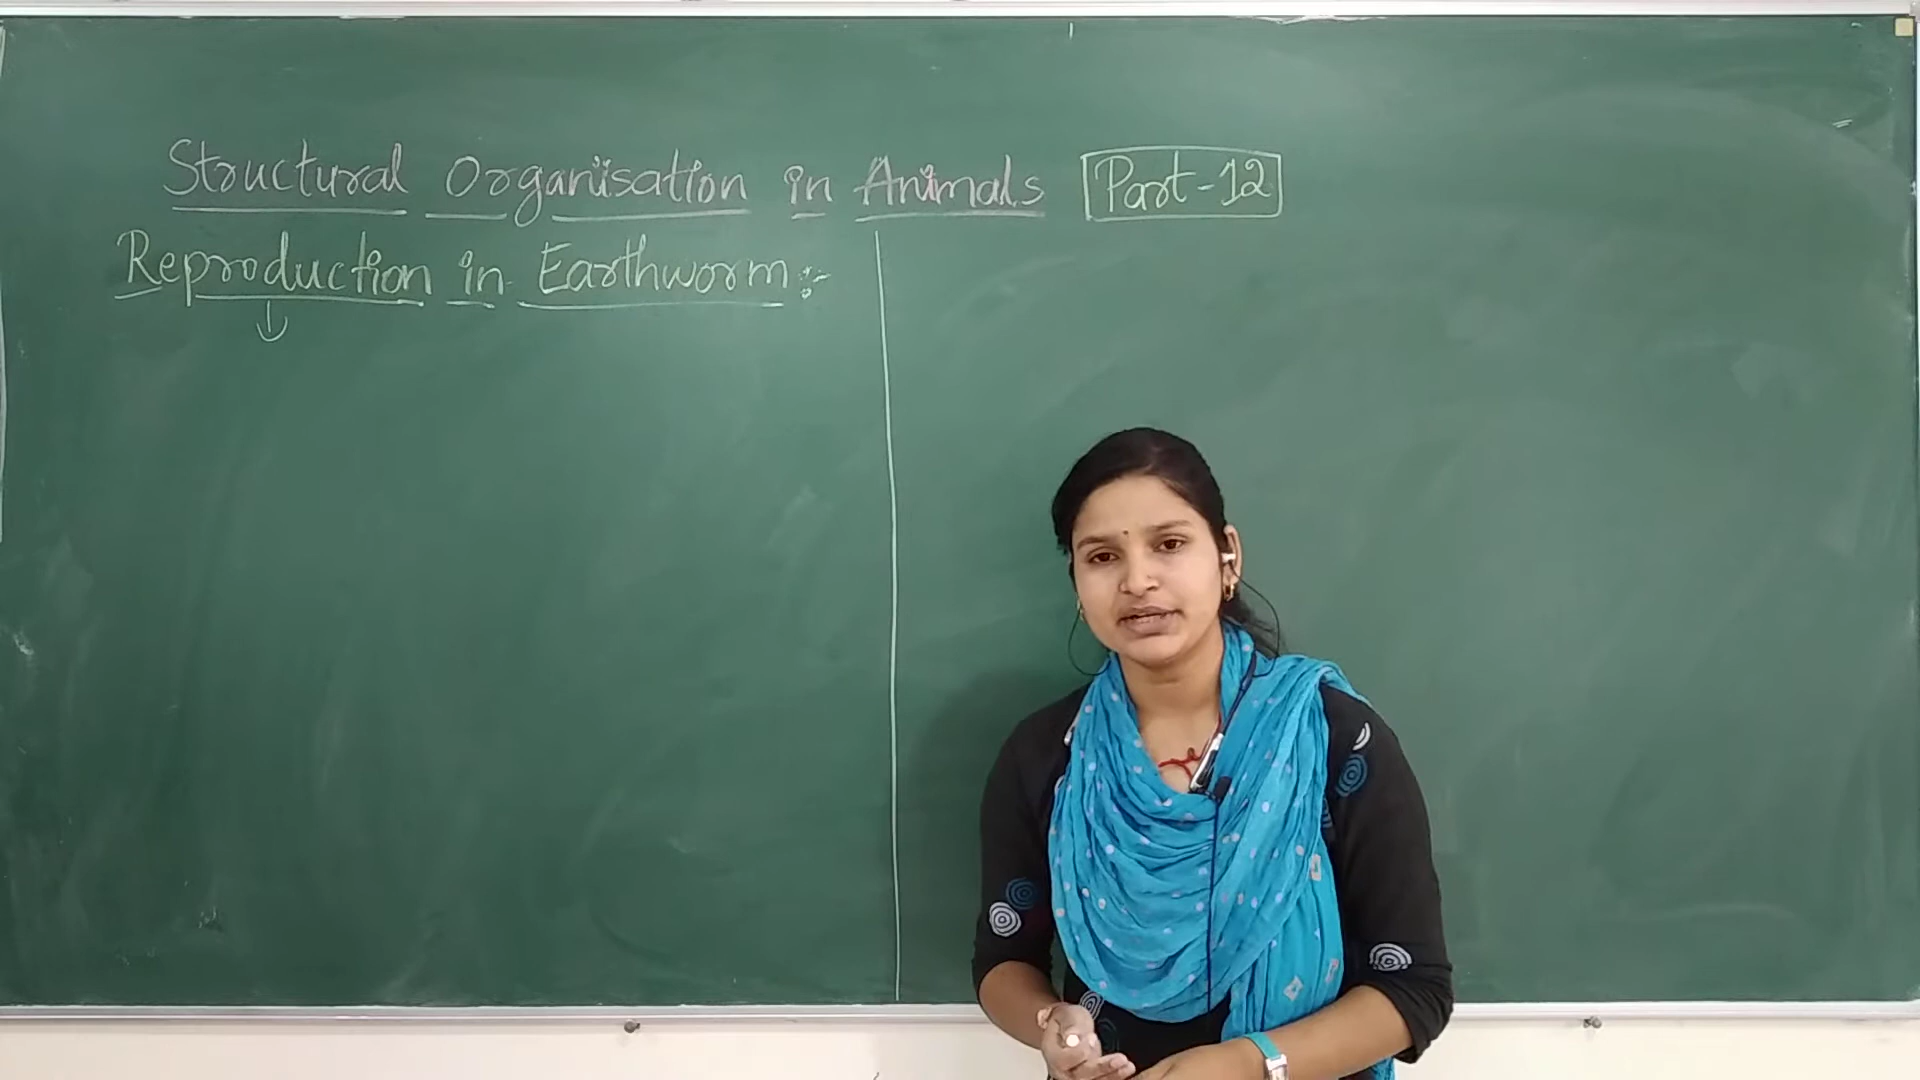 Structural Organisation in Animals Part-12
Reproduction in Earthworm :-